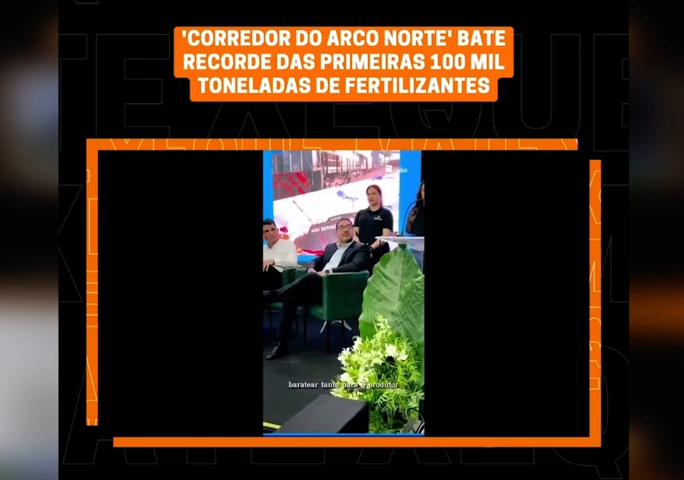 'CORREDOR DO ARCO NORTE' BATE
RECORDE DAS PRIMEIRAS 100 MIL
TONELADAS DE FERTILIZANTES
baratear tanto para o produtor